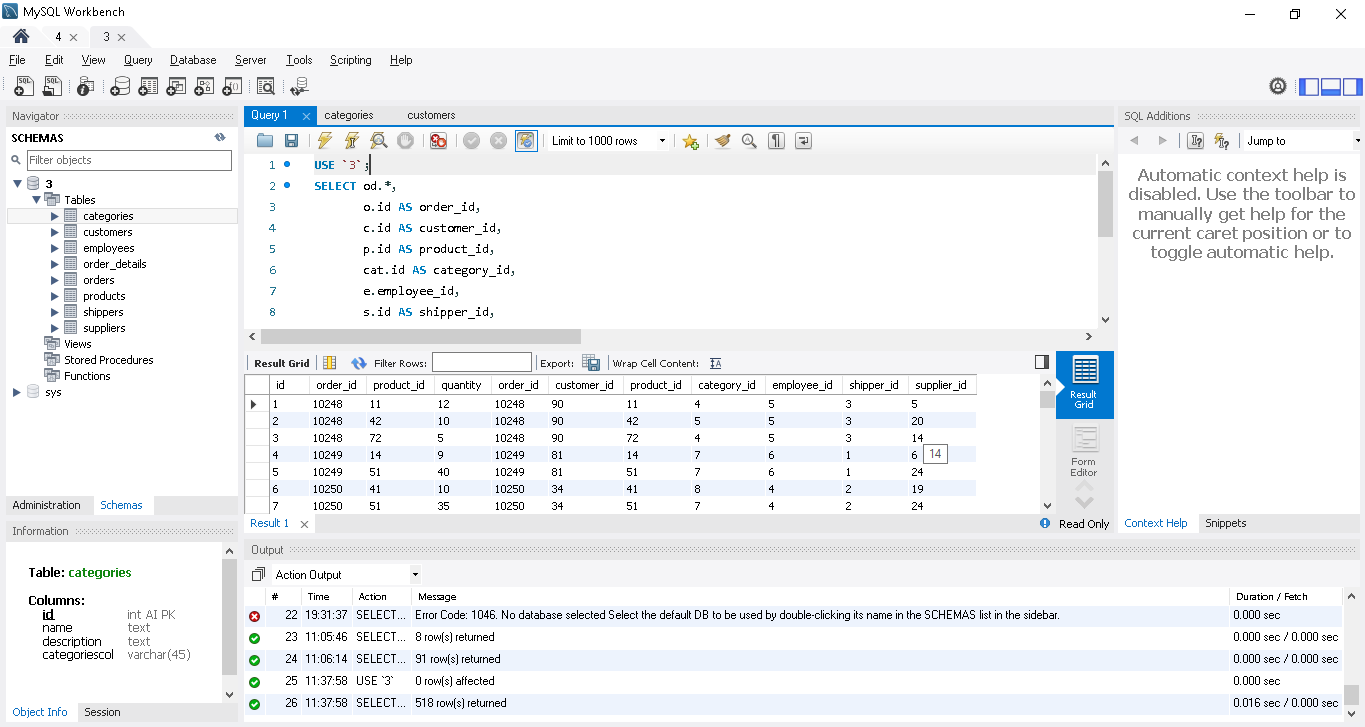 MySQL Workbench
4 3
File Edit View Query Database Server Tools Scripting Help
Navigator
SCHEMAS
Filter objects
3
Tables
categories
customers
employees
order_details
orders
products
shippers
suppliers
Views
Stored Procedures
Functions
sys
Administration Schemas
Information
Table: categories
Columns:
id int AI PK
name text
description text
categoriescol varchar(45)
Object Info Session
Query 1 categories customers
Limit to 1000 rows
1 USE `3`;
2 SELECT od.*,
3 o.id AS order_id,
4 c.id AS customer_id,
5 p.id AS product_id,
6 cat.id AS category_id,
7 e.employee_id,
8 s.id AS shipper_id,
Result Grid Filter Rows: Export: Wrap Cell Content:
id order_id product_id quantity order_id customer_id product_id category_id employee_id shipper_id supplier_id
1 10248 11 12 10248 90 11 4 5 3 5
2 10248 42 10 10248 90 42 5 5 3 20
3 10248 72 5 10248 90 72 4 5 3 14
4 10249 14 9 10249 81 14 7 6 1 6
14
5 10249 51 40 10249 81 51 7 6 1 24
6 10250 41 10 10250 34 41 8 4 2 19
7 10250 51 35 10250 34 51 7 4 2 24
Result Grid
Form Editor
Result 1
Read Only
SQL Additions
Jump to
Automatic context help is
disabled. Use the toolbar to
manually get help for the
current caret position or to
toggle automatic help.
Context Help Snippets
Output
Action Output
# Time Action Message Duration / Fetch
22 19:31:37 SELECT... Error Code: 1046. No database selected Select the default DB to be used by double-clicking its name in the SCHEMAS list in the sidebar. 0.000 sec
23 11:05:46 SELECT... 8 row(s) returned 0.000 sec / 0.000 sec
24 11:06:14 SELECT... 91 row(s) returned 0.000 sec / 0.000 sec
25 11:37:58 USE `3` 0 row(s) affected 0.000 sec
26 11:37:58 SELECT... 518 row(s) returned 0.016 sec / 0.000 sec